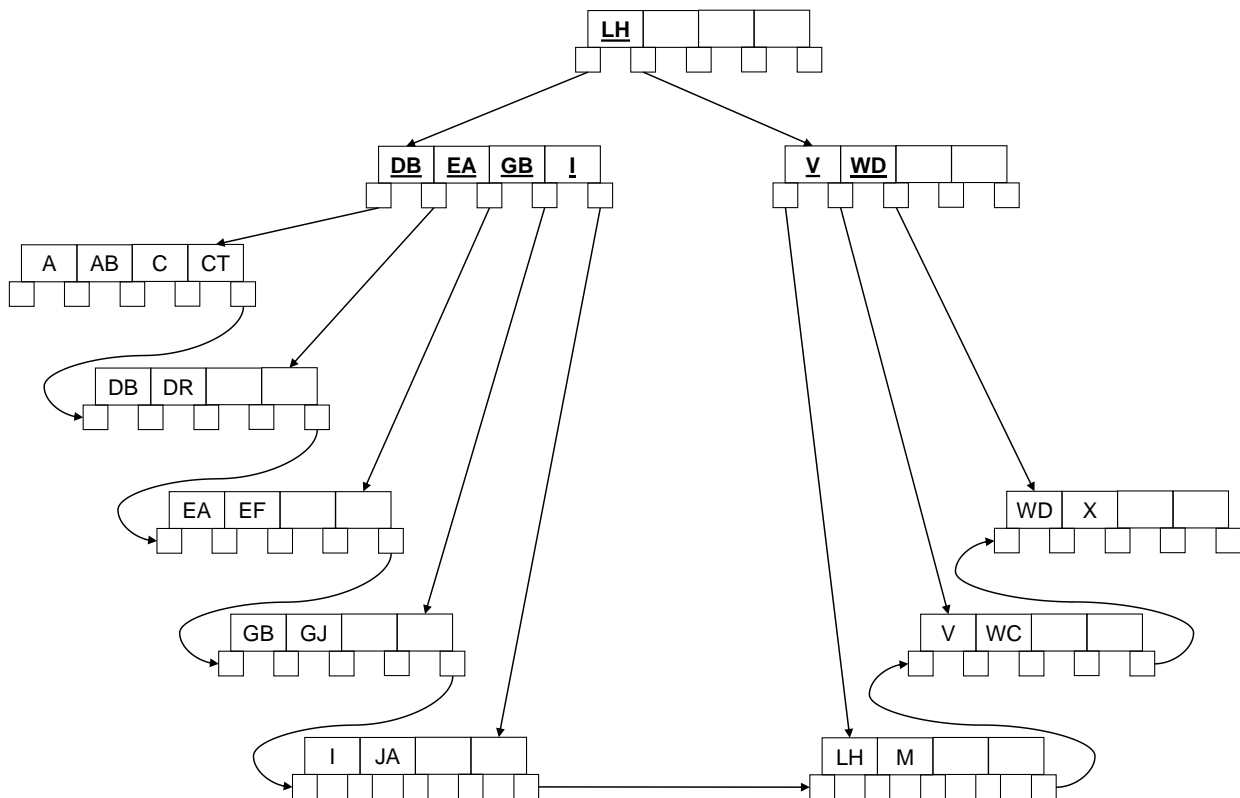 LH
DB EA GB I
V WD
A AB C CT
DB DR
EA EF
WD X
GB GJ
V WC
I JA
LH M